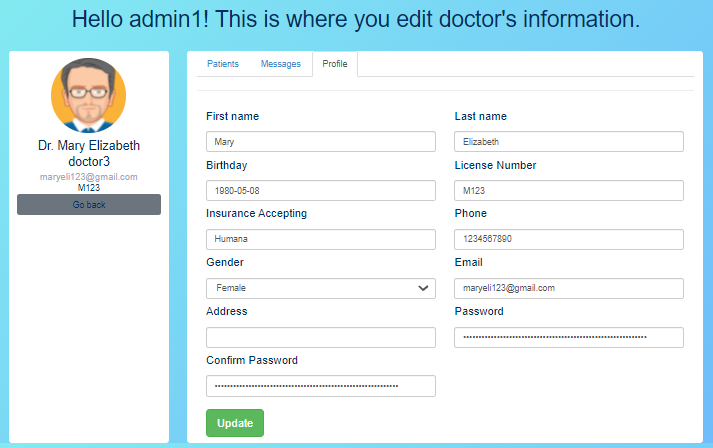 Hello admin1! This is where you edit doctor's information.
Dr. Mary Elizabeth
doctor3
maryeli123@gmail.com
M123
Go back
Patients Messages Profile
First name Last name
Mary Elizabeth
Birthday License Number
1980-05-08 M123
Insurance Accepting Phone
Humana 1234567890
Gender Email
Female maryeli123@gmail.com
Address Password
Confirm Password
Update